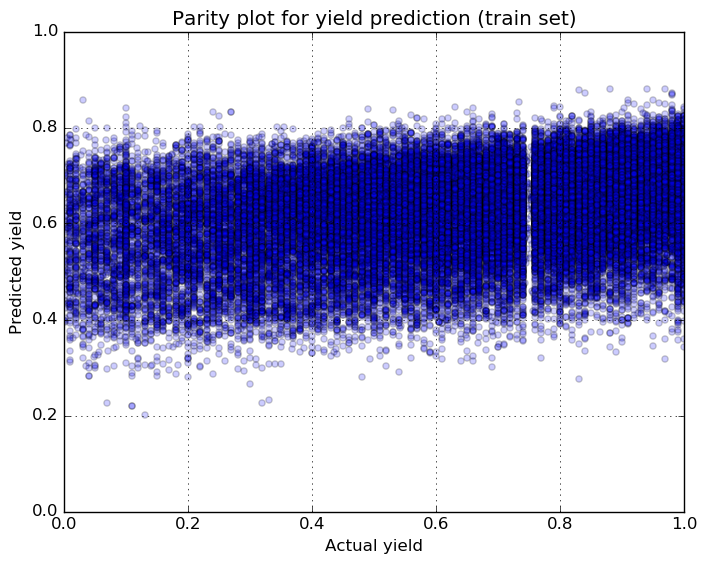 Parity plot for yield prediction (train set)
1.0
0.8
0.6
0.4
0.2
0.0
Predicted yield
0.0 0.2 0.4 0.6 0.8 1.0
Actual yield